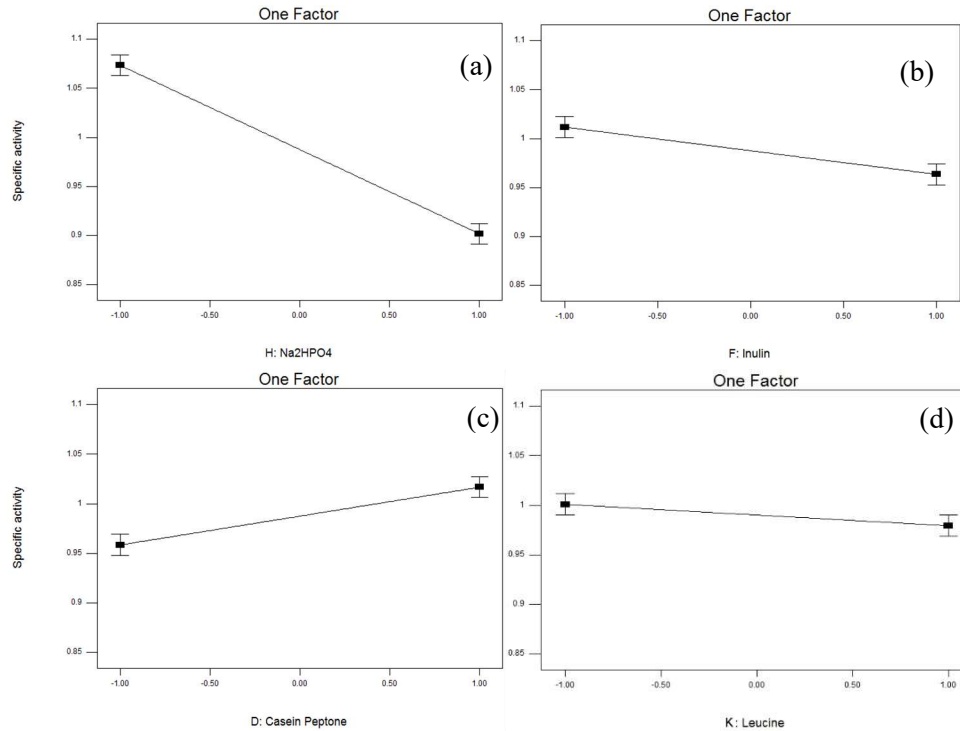 One Factor
(a)
Specific activity
1.1
1.05
1
0.95
0.9
0.85
-1.00 -0.50 0.00 0.50 1.00
H: Na2HPO4
One Factor
(b)
1.1
1.05
1
0.95
0.9
0.85
-1.00 -0.50 0.00 0.50 1.00
F: Inulin
One Factor
(c)
Specific activity
1.1
1.05
1
0.95
0.9
0.85
-1.00 -0.50 0.00 0.50 1.00
D: Casein Peptone
One Factor
(d)
1.1
1.05
1
0.95
0.9
0.85
-1.00 -0.50 0.00 0.50 1.00
K: Leucine